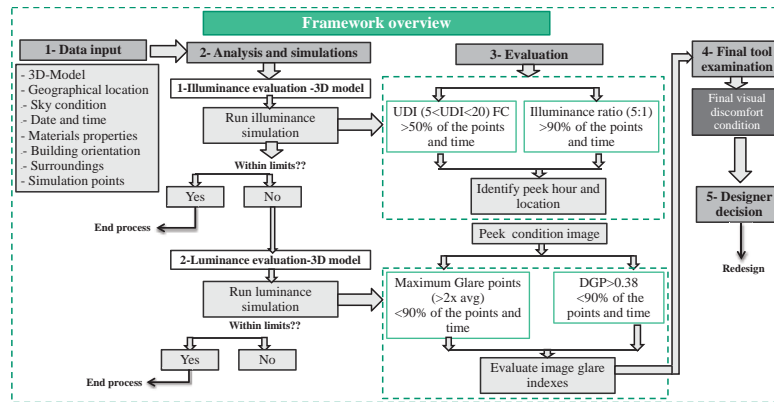 Framework overview
1- Data input
- 3D-Model
- Geographical location
- Sky condition
- Date and time
- Materials properties
- Building orientation
- Surroundings
- Simulation points
2- Analysis and simulations
1-Illuminance evaluation -3D model
Run illuminance
simulation
Within limits??
Yes
No
End process
2-Luminance evaluation-3D model
Run luminance
simulation
Within limits??
Yes
No
End process
3- Evaluation
UDI (5<UDI<20) FC
>50% of the points
and time
Illuminance ratio (5:1)
>90% of the points
and time
Identify peek hour and
location
Peek condition image
Maximum Glare points
(>2x avg)
<90% of the points and
time
DGP>0.38
<90% of the
points and time
Evaluate image glare
indexes
4- Final tool
examination
Final visual
discomfort
condition
5- Designer
decision
Redesign